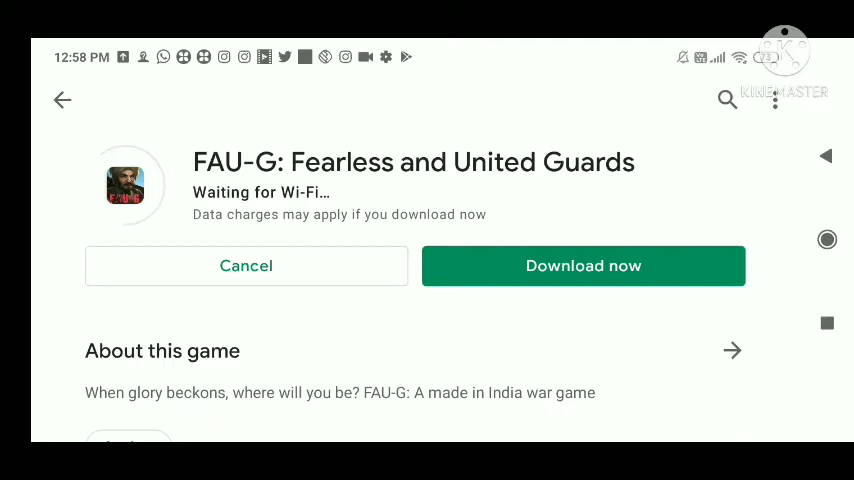 12:58 PM
KINEMASTER
FAU-G: Fearless and United Guards
Waiting for Wi-Fi...
Data charges may apply if you download now
Cancel
Download now
About this game
When glory beckons, where will you be? FAU-G: A made in India war game